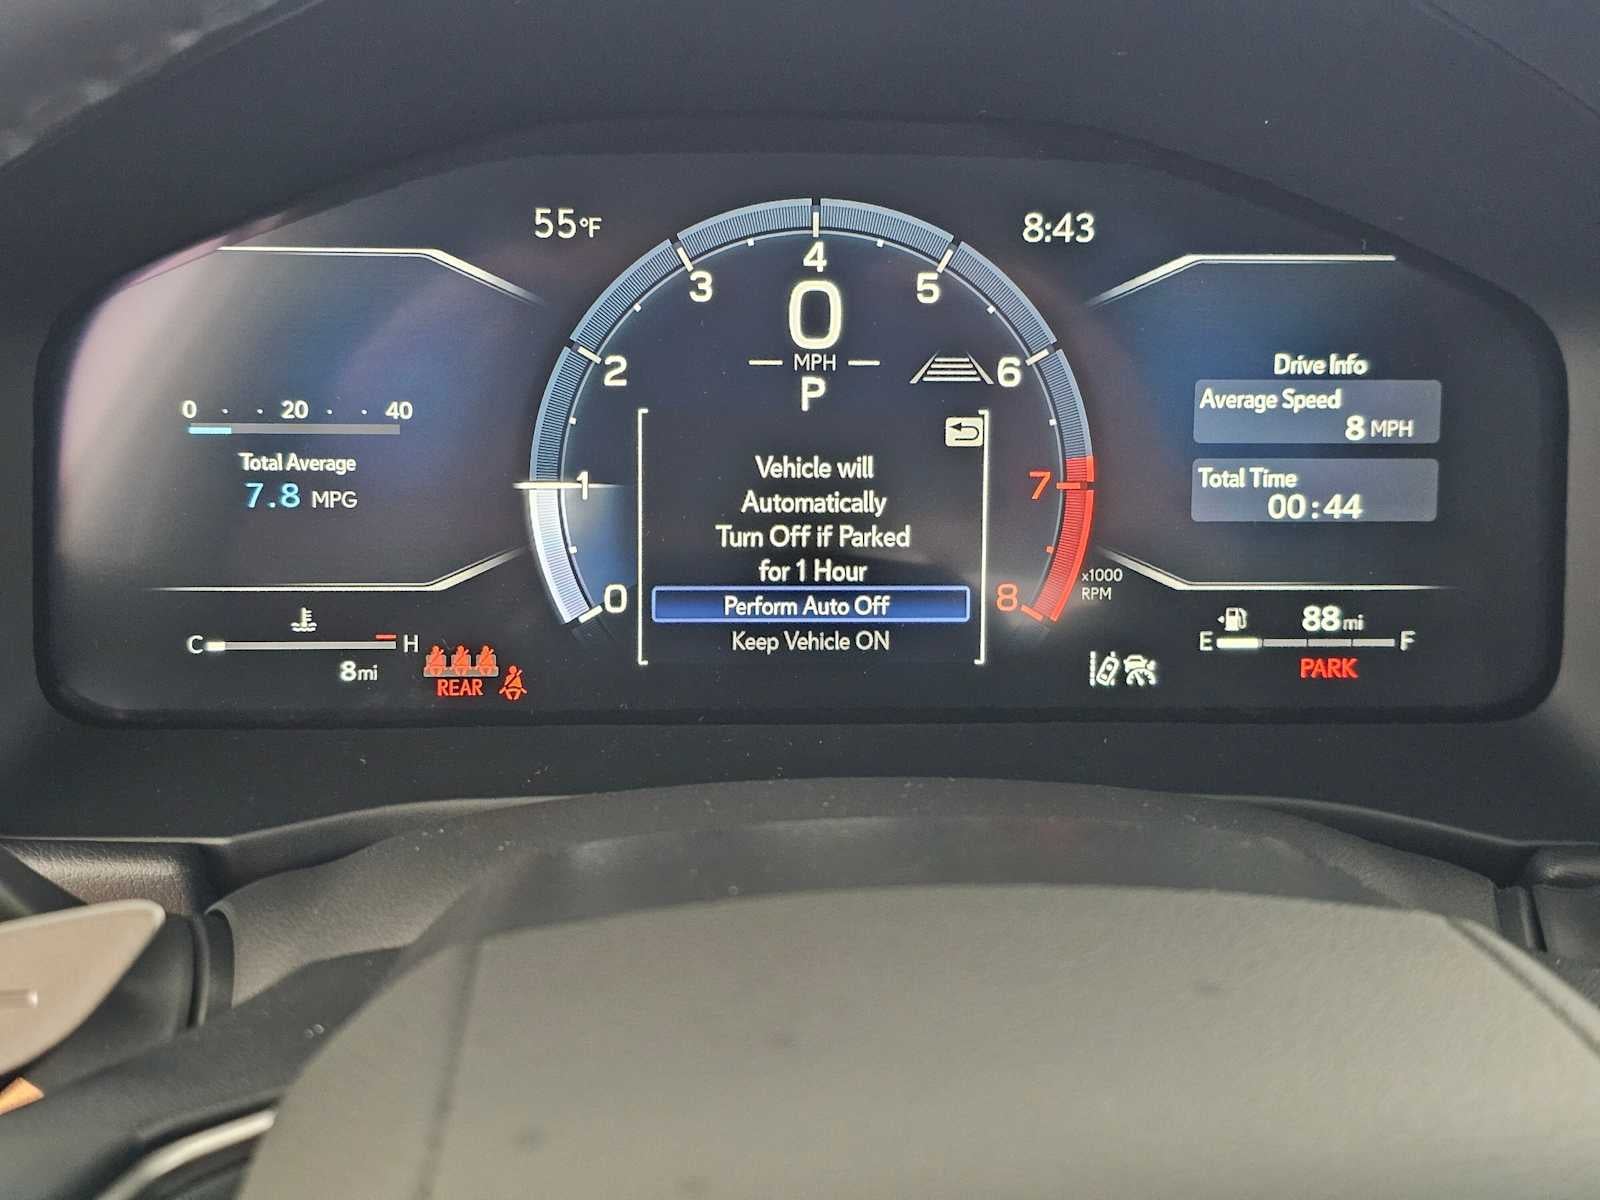 55°F
8:43
0
1
2
3
4
5
6
7
8
x1000
RPM
0
MPH
P
0 20 40
Total Average
7.8 MPG
Vehicle will
Automatically
Turn Off if Parked
for 1 Hour
Perform Auto Off
Keep Vehicle ON
Drive Info
Average Speed
8 MPH
Total Time
00:44
C H
8mi
REAR
88mi
E F
PARK